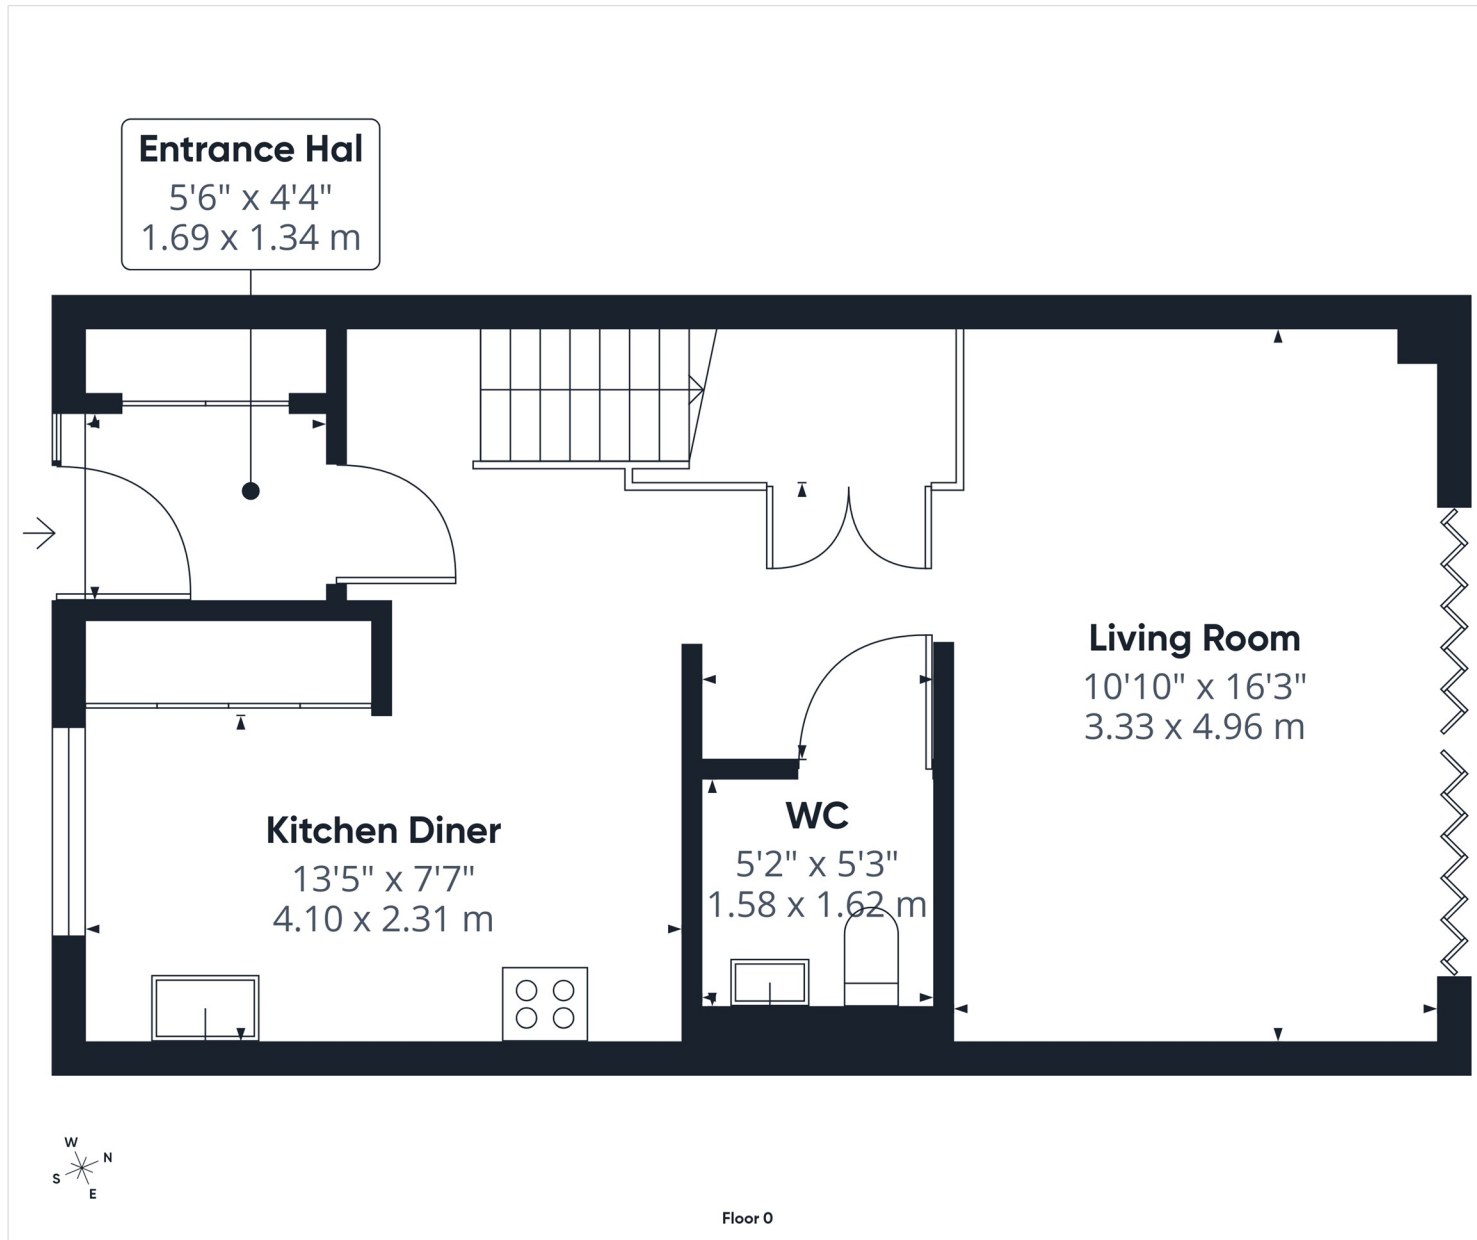 Entrance Hal
5'6" x 4'4"
1.69 x 1.34 m
Living Room
10'10" x 16'3"
3.33 x 4.96 m
Kitchen Diner
13'5" x 7'7"
4.10 x 2.31 m
WC
5'2" x 5'3"
1.58 x 1.62 m
W
N
S
E
Floor 0